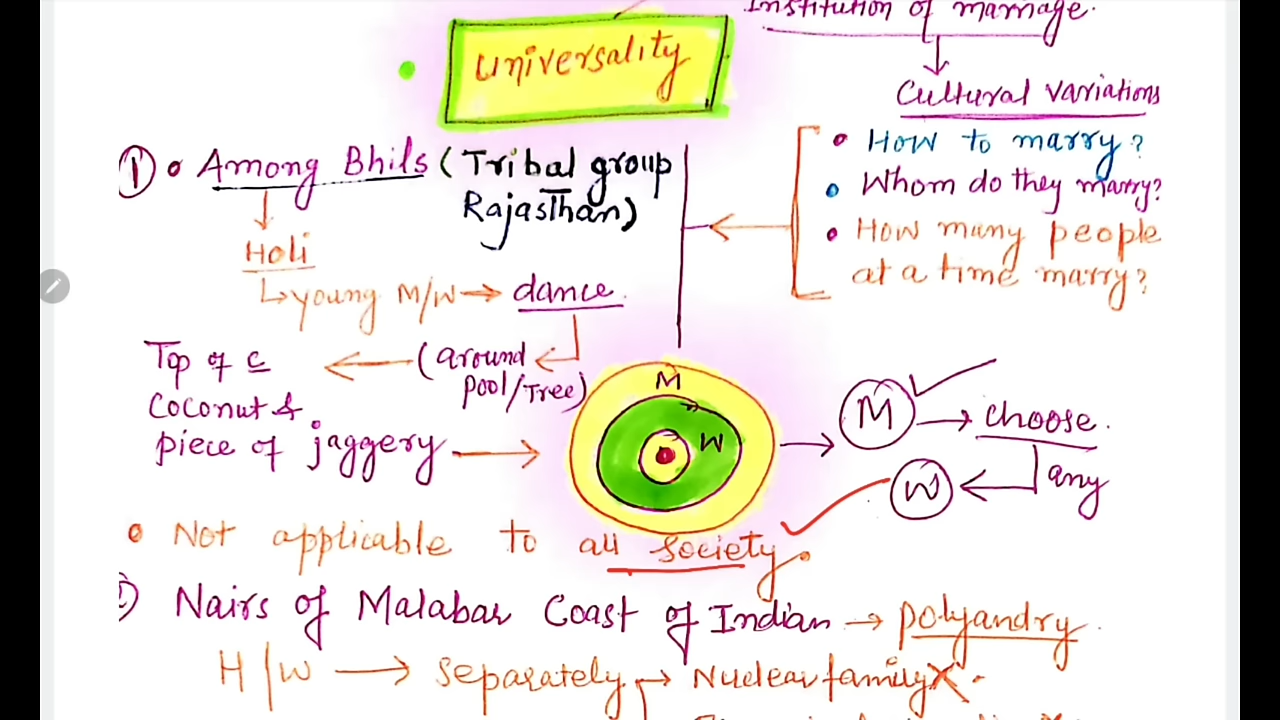 Institution of marriage.
Universality
Cultural variations
① • Among Bhils (Tribal group
Rajasthan)
• How to marry?
• Whom do they marry?
• How many people
at a time marry?
Holi
↳ young M/W → dance.
(around
pool/Tree)
Top of c
coconut &
piece of jaggery →
M
W
M → choose.
any
W
• Not applicable to all society.
Nairs of Malabar Coast of Indian → polyandry.
H/W → separately → Nuclear family X.